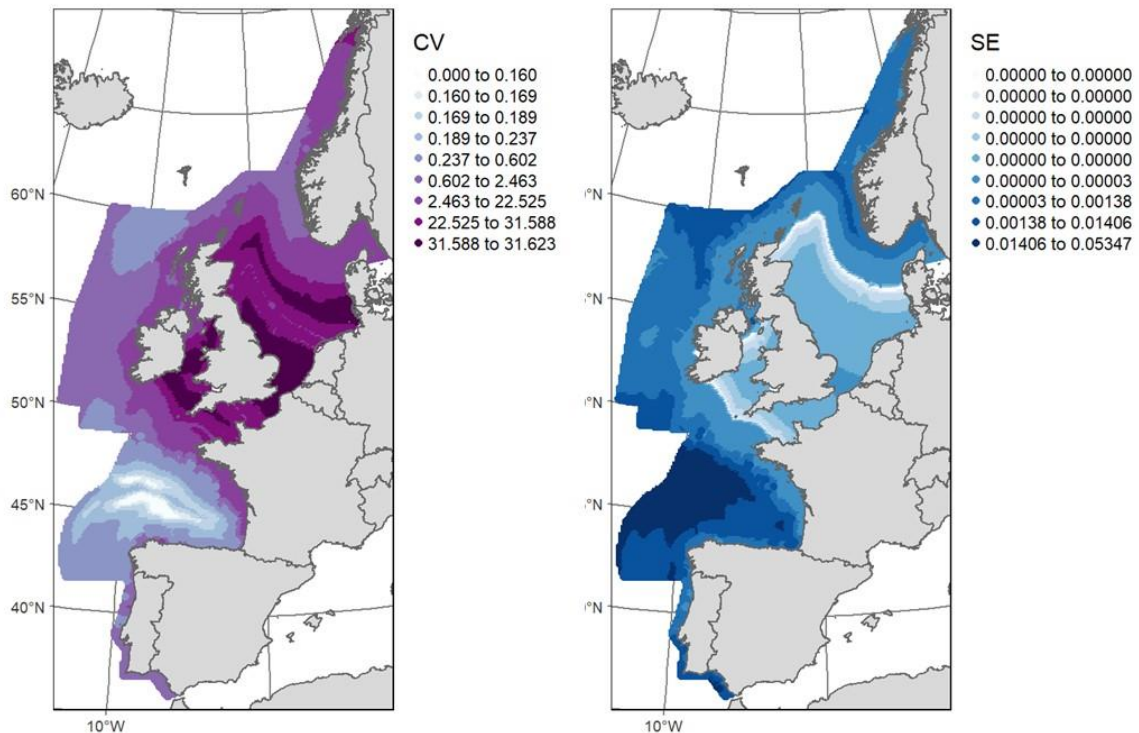 CV
0.000 to 0.160
0.160 to 0.169
0.169 to 0.189
0.189 to 0.237
0.237 to 0.602
0.602 to 2.463
2.463 to 22.525
22.525 to 31.588
31.588 to 31.623
60°N
55°N
50°N
45°N
40°N
10°W
SE
0.00000 to 0.00000
0.00000 to 0.00000
0.00000 to 0.00000
0.00000 to 0.00000
0.00000 to 0.00000
0.00000 to 0.00003
0.00003 to 0.00138
0.00138 to 0.01406
0.01406 to 0.05347
)°N
5°N
)°N
5°N
)°N
10°W